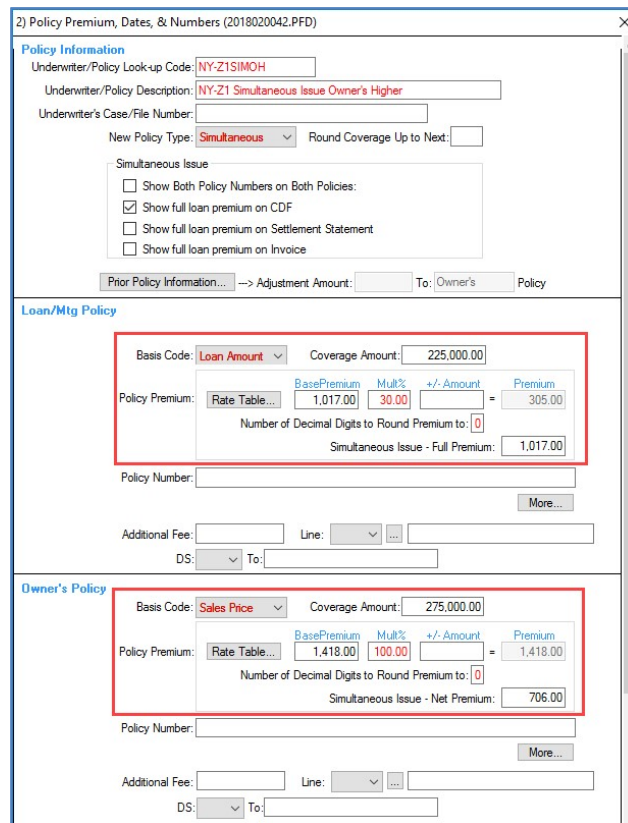 2) Policy Premium, Dates, & Numbers (2018020042.PFD)
Policy Information
Underwriter/Policy Look-up Code: NY-Z1SIMOH
Underwriter/Policy Description: NY-Z1 Simultaneous Issue Owner's Higher
Underwriter's Case/File Number:
New Policy Type: Simultaneous Round Coverage Up to Next:
Simultaneous Issue
Show Both Policy Numbers on Both Policies:
Show full loan premium on CDF
Show full loan premium on Settlement Statement
Show full loan premium on Invoice
Prior Policy Information... ---> Adjustment Amount: To: Owner's Policy
Loan/Mtg Policy
Basis Code: Loan Amount Coverage Amount: 225,000.00
BasePremium Mult% +/- Amount Premium
Policy Premium: Rate Table... 1,017.00 30.00 = 305.00
Number of Decimal Digits to Round Premium to: 0
Simultaneous Issue - Full Premium: 1,017.00
Policy Number:
More...
Additional Fee: Line: ...
DS: To:
Owner's Policy
Basis Code: Sales Price Coverage Amount: 275,000.00
BasePremium Mult% +/- Amount Premium
Policy Premium: Rate Table... 1,418.00 100.00 = 1,418.00
Number of Decimal Digits to Round Premium to: 0
Simultaneous Issue - Net Premium: 706.00
Policy Number:
More...
Additional Fee: Line: ...
DS: To: